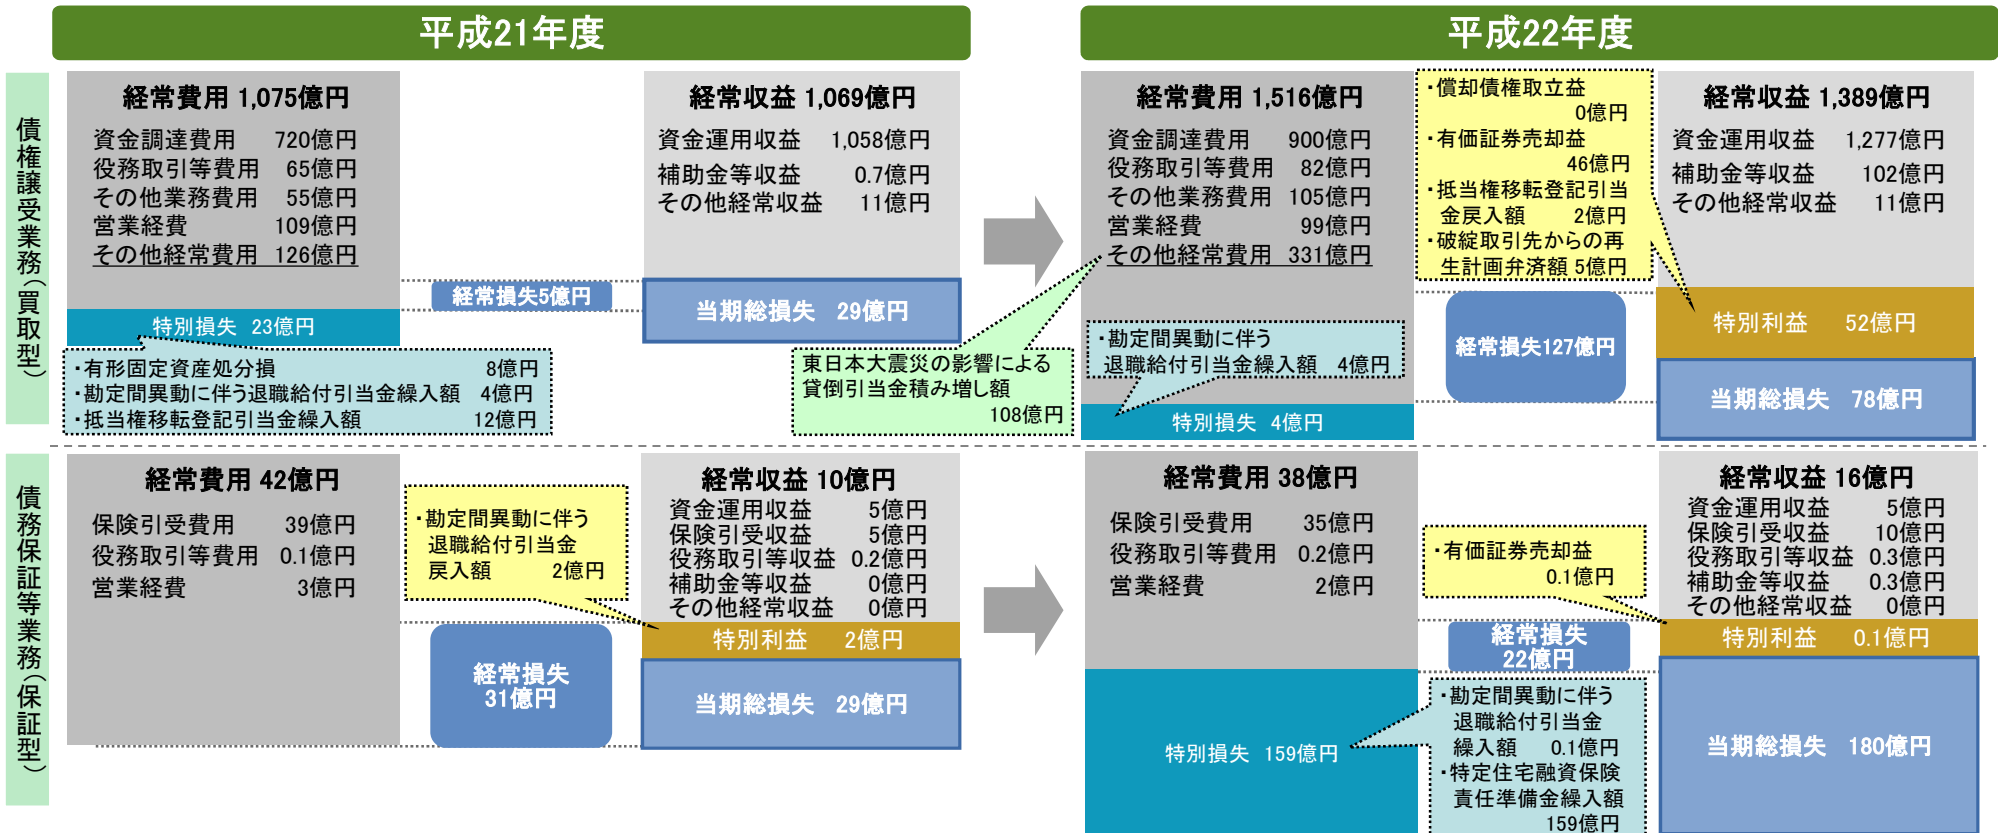 平成21年度
平成22年度
債権譲受業務（買取型）
経常費用 1,075億円
資金調達費用 720億円
役務取引等費用 65億円
その他業務費用 55億円
営業経費 109億円
その他経常費用 126億円
特別損失 23億円
・有形固定資産処分損 8億円
・勘定間異動に伴う退職給付引当金繰入額 4億円
・抵当権移転登記引当金繰入額 12億円
経常損失5億円
経常収益 1,069億円
資金運用収益 1,058億円
補助金等収益 0.7億円
その他経常収益 11億円
当期総損失 29億円
東日本大震災の影響による
貸倒引当金積み増し額
108億円
経常費用 1,516億円
資金調達費用 900億円
役務取引等費用 82億円
その他業務費用 105億円
営業経費 99億円
その他経常費用 331億円
・勘定間異動に伴う
退職給付引当金繰入額 4億円
特別損失 4億円
・償却債権取立益
0億円
・有価証券売却益
46億円
・抵当権移転登記引当
金戻入額 2億円
・破綻取引先からの再
生計画弁済額 5億円
経常損失127億円
経常収益 1,389億円
資金運用収益 1,277億円
補助金等収益 102億円
その他経常収益 11億円
特別利益 52億円
当期総損失 78億円
債務保証等業務（保証型）
経常費用 42億円
保険引受費用 39億円
役務取引等費用 0.1億円
営業経費 3億円
・勘定間異動に伴う
退職給付引当金
戻入額 2億円
経常損失
31億円
経常収益 10億円
資金運用収益 5億円
保険引受収益 5億円
役務取引等収益 0.2億円
補助金等収益 0億円
その他経常収益 0億円
特別利益 2億円
当期総損失 29億円
経常費用 38億円
保険引受費用 35億円
役務取引等費用 0.2億円
営業経費 2億円
特別損失 159億円
・有価証券売却益
0.1億円
経常損失
22億円
・勘定間異動に伴う
退職給付引当金
繰入額 0.1億円
・特定住宅融資保険
責任準備金繰入額
159億円
経常収益 16億円
資金運用収益 5億円
保険引受収益 10億円
役務取引等収益 0.3億円
補助金等収益 0.3億円
その他経常収益 0億円
特別利益 0.1億円
当期総損失 180億円